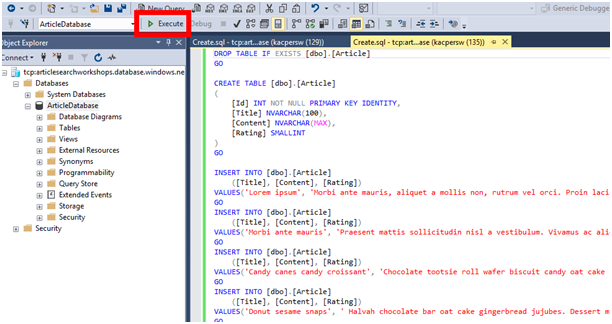 New Query
Generic Debugge
ArticleDatabase
Execute
Debug
Object Explorer
Create.sql - tcp:art...ase (kacpersw (129))
Create.sql - tcp:art...ase (kacpersw (135))
Connect
tcp:articlesearchworkshops.database.windows.ne
Databases
System Databases
ArticleDatabase
Database Diagrams
Tables
Views
External Resources
Synonyms
Programmability
Query Store
Extended Events
Storage
Security
Security
DROP TABLE IF EXISTS [dbo].[Article]
GO
CREATE TABLE [dbo].[Article]
(
[Id] INT NOT NULL PRIMARY KEY IDENTITY,
[Title] NVARCHAR(100),
[Content] NVARCHAR(MAX),
[Rating] SMALLINT
)
GO
INSERT INTO [dbo].[Article]
([Title], [Content], [Rating])
VALUES('Lorem ipsum', 'Morbi ante mauris, aliquet a mollis non, rutrum vel orci. Proin laci
GO
INSERT INTO [dbo].[Article]
([Title], [Content], [Rating])
VALUES('Morbi ante mauris', 'Praesent mattis sollicitudin nisl a vestibulum. Vivamus ac ali
GO
INSERT INTO [dbo].[Article]
([Title], [Content], [Rating])
VALUES('Candy canes candy croissant', 'Chocolate tootsie roll wafer biscuit candy oat cake
GO
INSERT INTO [dbo].[Article]
([Title], [Content], [Rating])
VALUES('Donut sesame snaps', ' Halvah chocolate bar oat cake gingerbread jujubes. Dessert m
GO